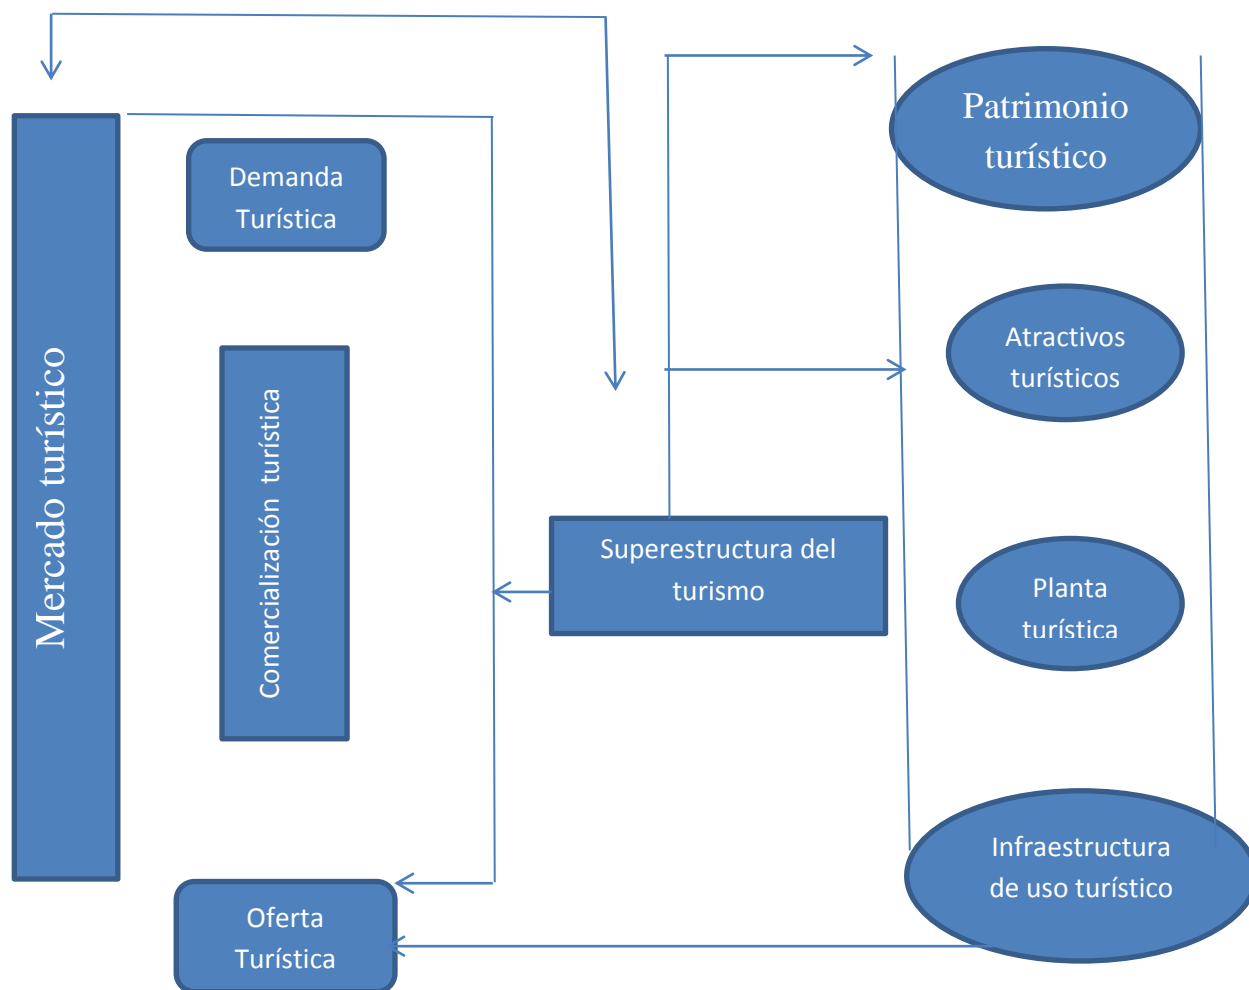 Mercado turístico
Demanda
Turística
Comercialización turística
Oferta
Turística
Superestructura del
turismo
Patrimonio
turístico
Atractivos
turísticos
Planta
turística
Infraestructura
de uso turístico